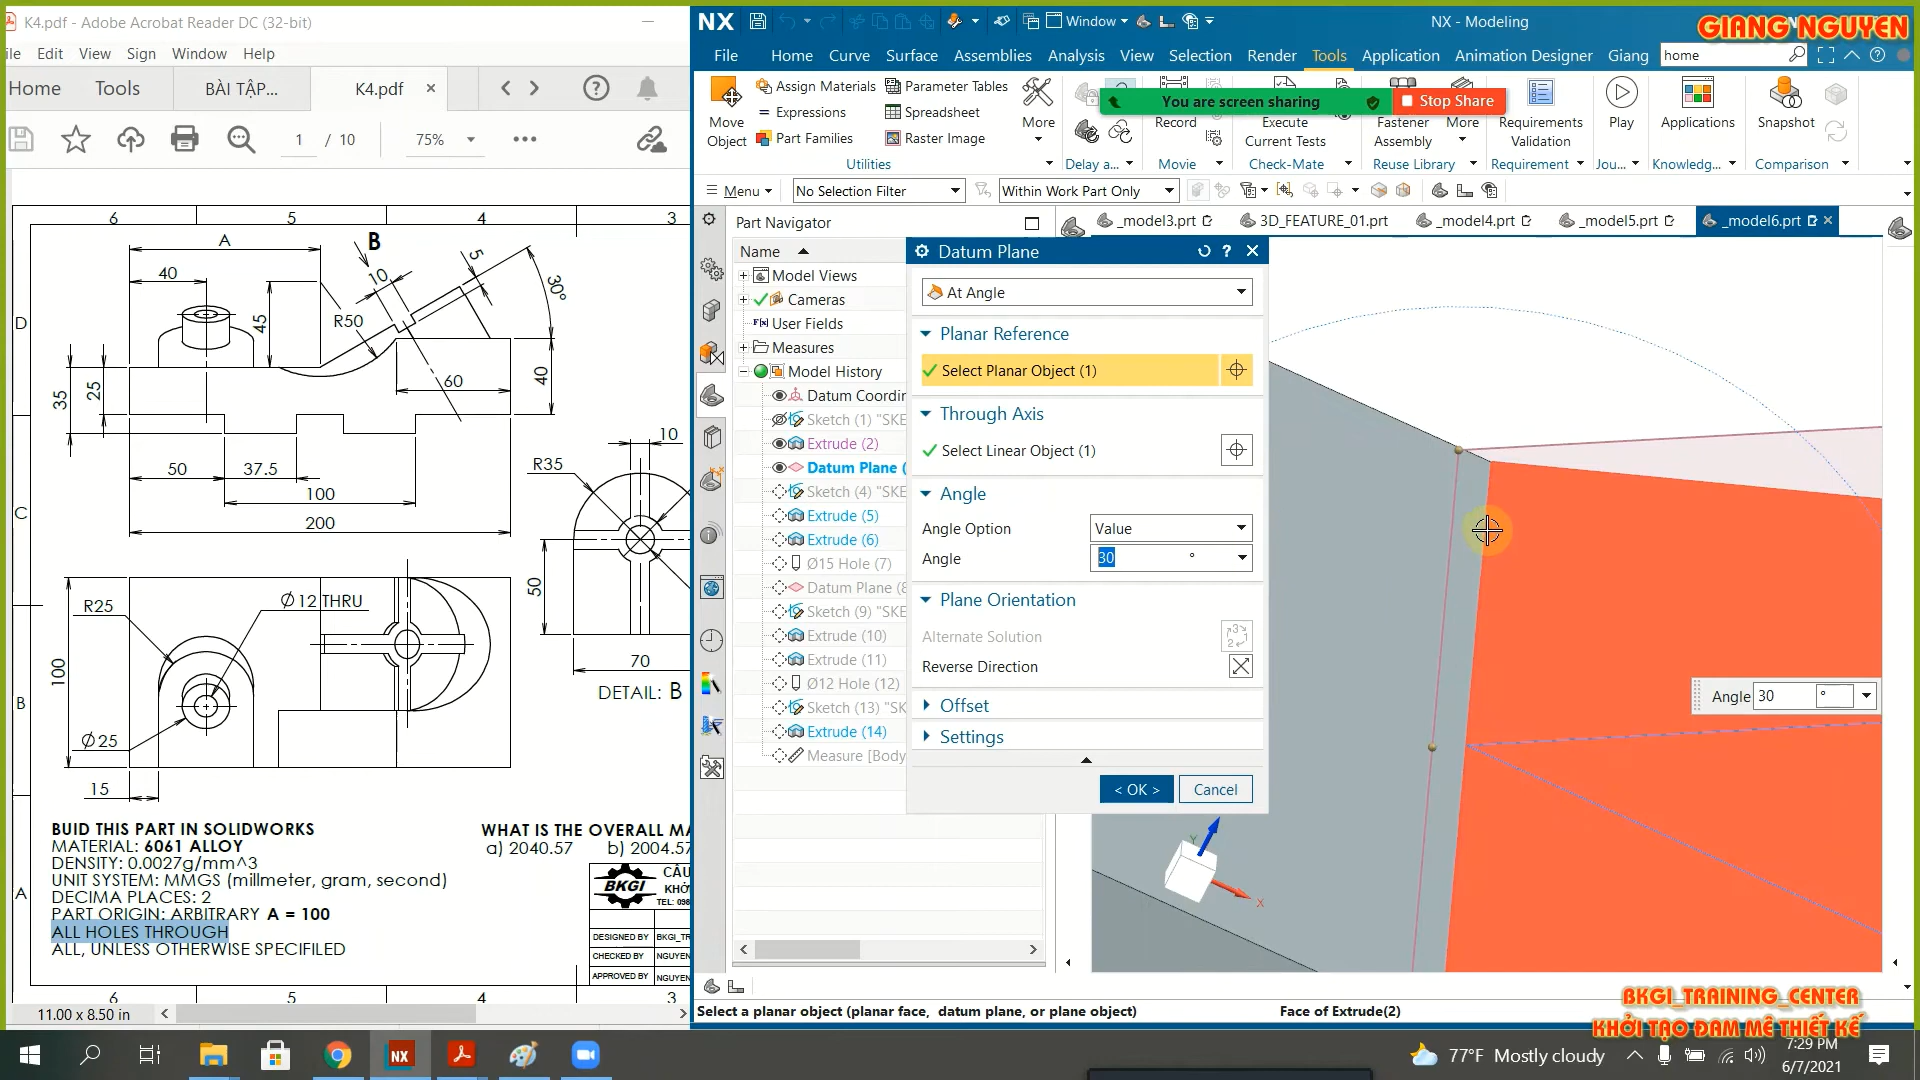 K4.pdf - Adobe Acrobat Reader DC (32-bit)
ile Edit View Sign Window Help
Home Tools BÀI TẬP... K4.pdf
1 / 10 75%
6 5 4 3
D
C
B
A
A
B
40
10
5
30°
R50
45
35
25
60
40
50 37.5
100
200
10
R35
50
70
DETAIL: B
R25
Ø12 THRU
100
Ø25
15
BUID THIS PART IN SOLIDWORKS
MATERIAL: 6061 ALLOY
DENSITY: 0.0027g/mm^3
UNIT SYSTEM: MMGS (millmeter, gram, second)
DECIMA PLACES: 2
PART ORIGIN: ARBITRARY A = 100
ALL HOLES THROUGH
ALL, UNLESS OTHERWISE SPECIFILED
WHAT IS THE OVERALL MA
a) 2040.57 b) 2004.57
BKGI
CÂU
KHỞ
TEL: 098
DESIGNED BY BKGI_TR
CHECKED BY NGUYEN
APPROVED BY NGUYEN
6 5 4 3
11.00 x 8.50 in
NX Window NX - Modeling
GIANG NGUYEN
File Home Curve Surface Assemblies Analysis View Selection Render Tools Application Animation Designer Giang home
Move Object
Assign Materials
Expressions
Part Families
Parameter Tables
Spreadsheet
Raster Image
More
Utilities
You are screen sharing Stop Share
Record
Execute Current Tests
Fastener Assembly
More
Requirements Validation
Play
Applications
Snapshot
Delay a... Movie Check-Mate Reuse Library Requirement Jou... Knowledg... Comparison
Menu No Selection Filter Within Work Part Only
Part Navigator
_model3.prt 3D_FEATURE_01.prt _model4.prt _model5.prt _model6.prt
Name
Model Views
Cameras
User Fields
Measures
Model History
Datum Coordin
Sketch (1) "SKE
Extrude (2)
Datum Plane (
Sketch (4) "SKE
Extrude (5)
Extrude (6)
Ø15 Hole (7)
Datum Plane (8
Sketch (9) "SKE
Extrude (10)
Extrude (11)
Ø12 Hole (12)
Sketch (13) "SK
Extrude (14)
Measure [Body
Datum Plane
At Angle
Planar Reference
Select Planar Object (1)
Through Axis
Select Linear Object (1)
Angle
Angle Option Value
Angle 30 °
Plane Orientation
Alternate Solution
Reverse Direction
Offset
Settings
< OK > Cancel
Angle 30 °
Y
X
Select a planar object (planar face, datum plane, or plane object) Face of Extrude(2)
BKGI_TRAINING_CENTER
KHỞI TẠO ĐAM MÊ THIẾT KẾ
77°F Mostly cloudy
7:29 PM
6/7/2021